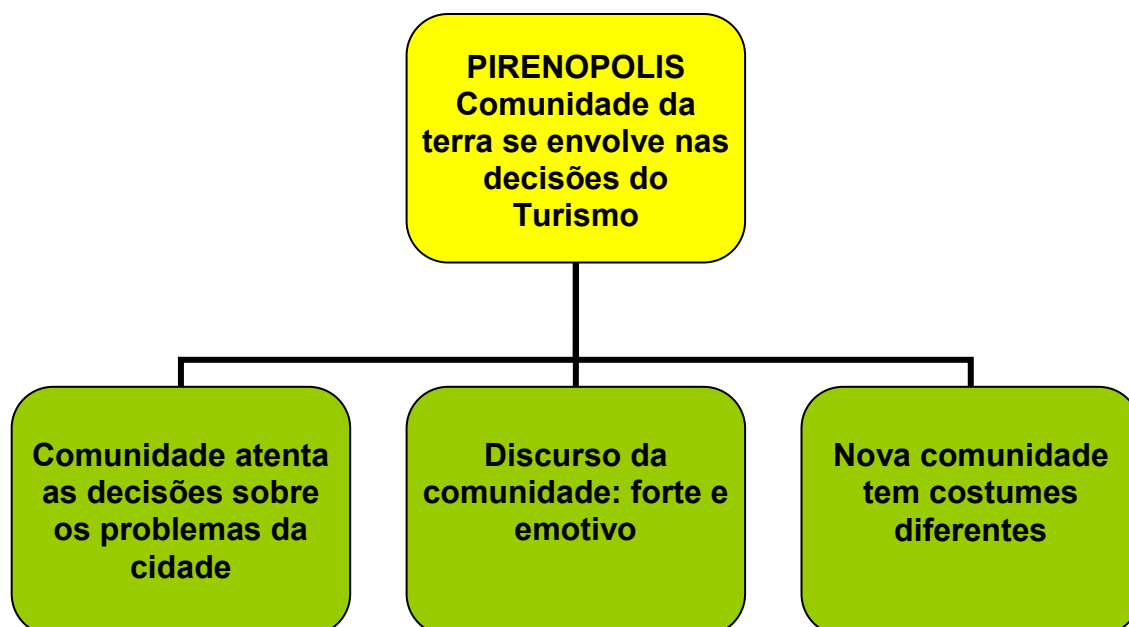 PIRENOPOLIS
Comunidade da
terra se envolve nas
decisões do
Turismo
Comunidade atenta
as decisões sobre
os problemas da
cidade
Discurso da
comunidade: forte e
emotivo
Nova comunidade
tem costumes
diferentes